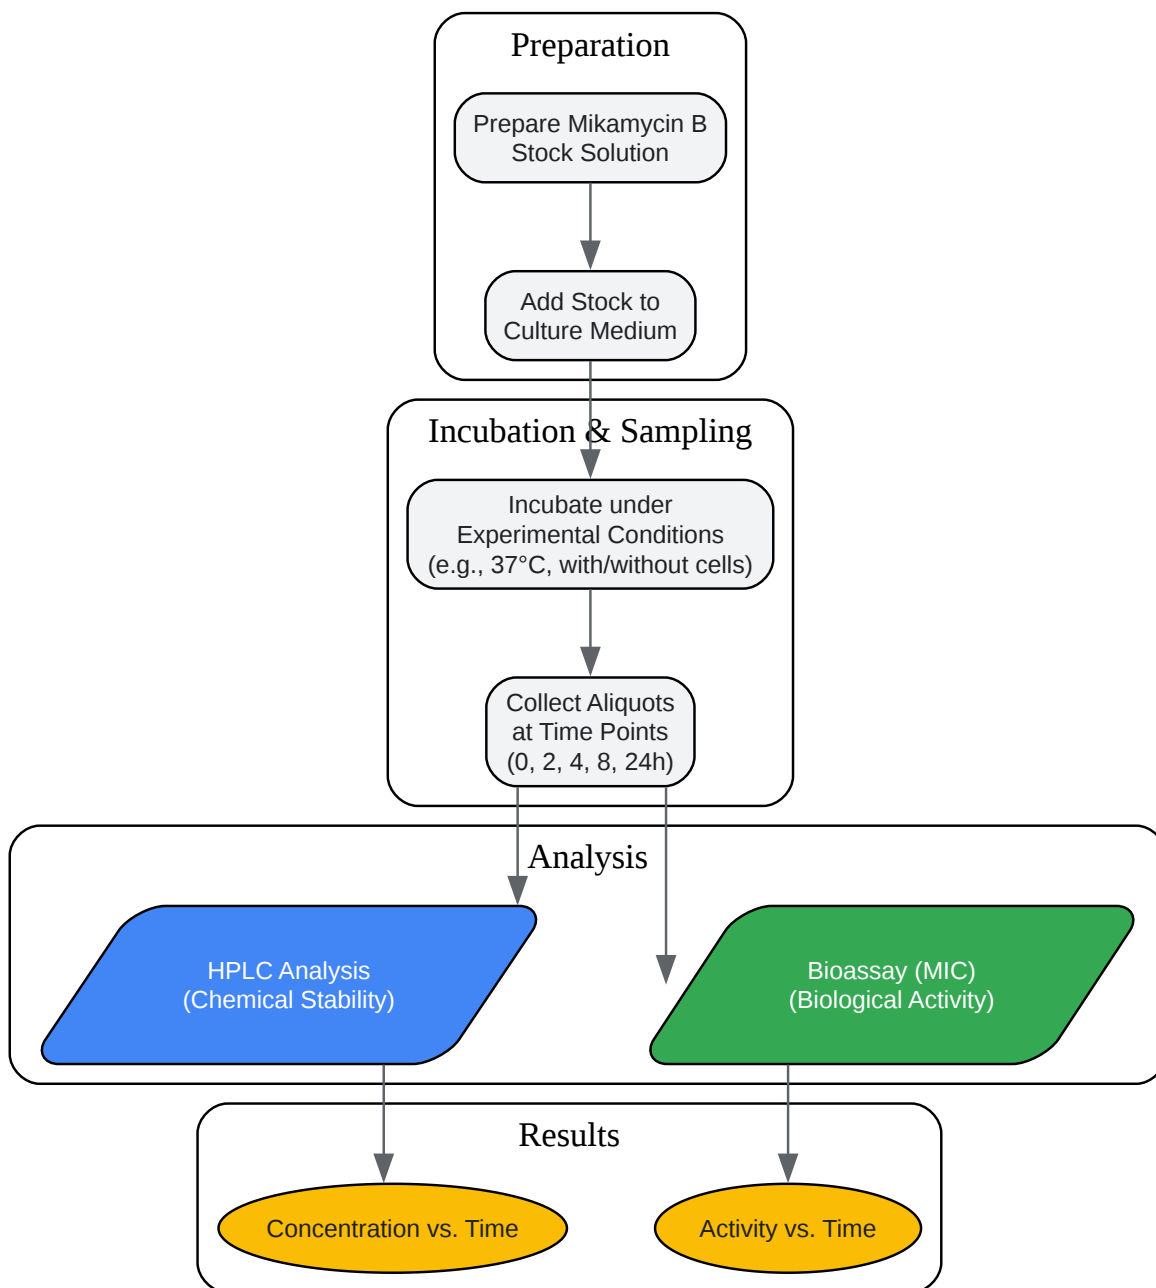 Preparation
Prepare Mikamycin B
Stock Solution
Add Stock to
Culture Medium
Incubation & Sampling
Incubate under
Experimental Conditions
(e.g., 37°C, with/without cells)
Collect Aliquots
at Time Points
(0, 2, 4, 8, 24h)
Analysis
HPLC Analysis
(Chemical Stability)
Bioassay (MIC)
(Biological Activity)
Results
Concentration vs. Time
Activity vs. Time